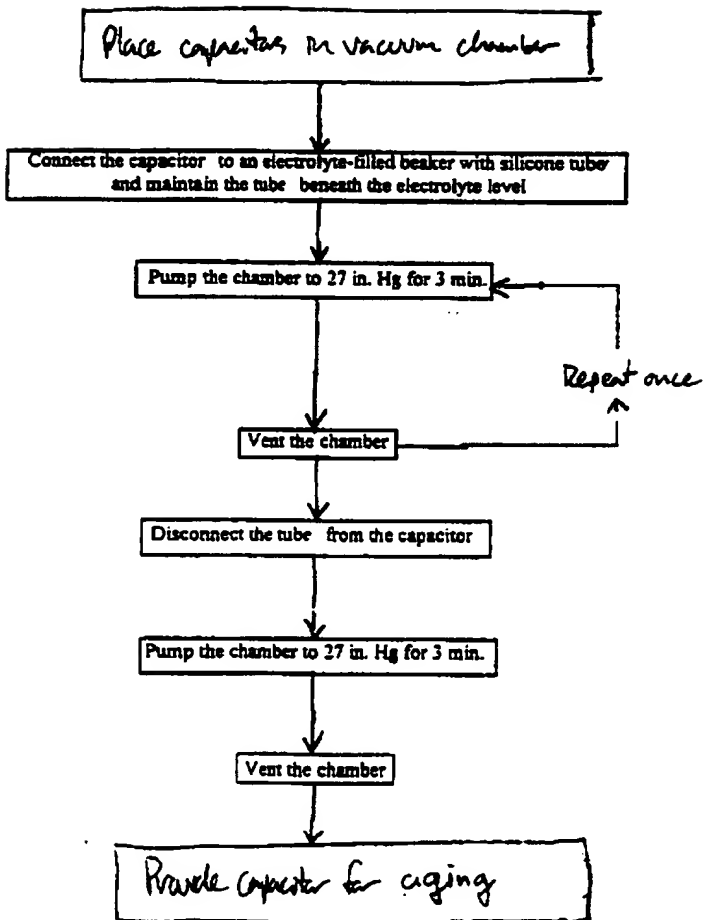 Place capacitors in vacuum chamber
Connect the capacitor to an electrolyte-filled beaker with silicone tube
and maintain the tube beneath the electrolyte level
Pump the chamber to 27 in. Hg for 3 min.
Repeat once
Vent the chamber
Disconnect the tube from the capacitor
Pump the chamber to 27 in. Hg for 3 min.
Vent the chamber
Provide capacitor for aging